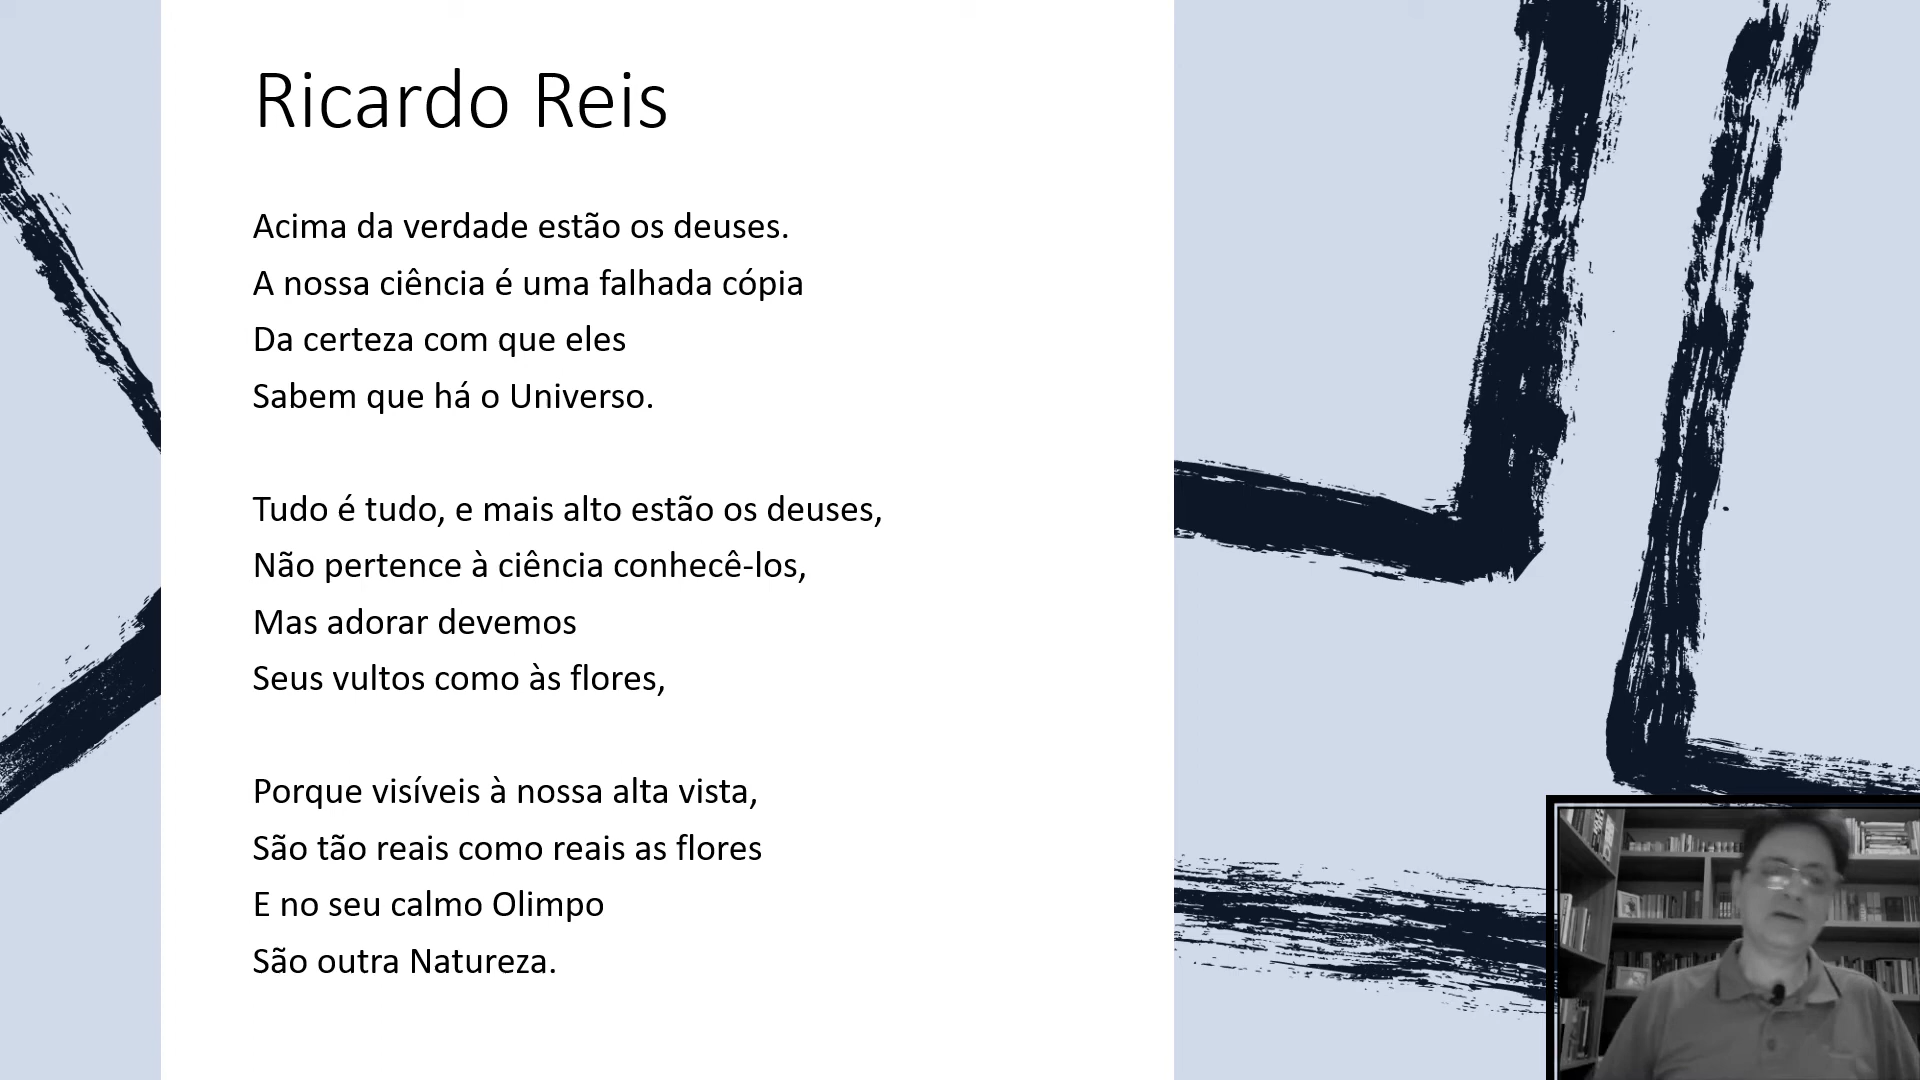 Ricardo Reis
Acima da verdade estão os deuses.
A nossa ciência é uma falhada cópia
Da certeza com que eles
Sabem que há o Universo.
Tudo é tudo, e mais alto estão os deuses,
Não pertence à ciência conhecê-los,
Mas adorar devemos
Seus vultos como às flores,
Porque visíveis à nossa alta vista,
São tão reais como reais as flores
E no seu calmo Olimpo
São outra Natureza.